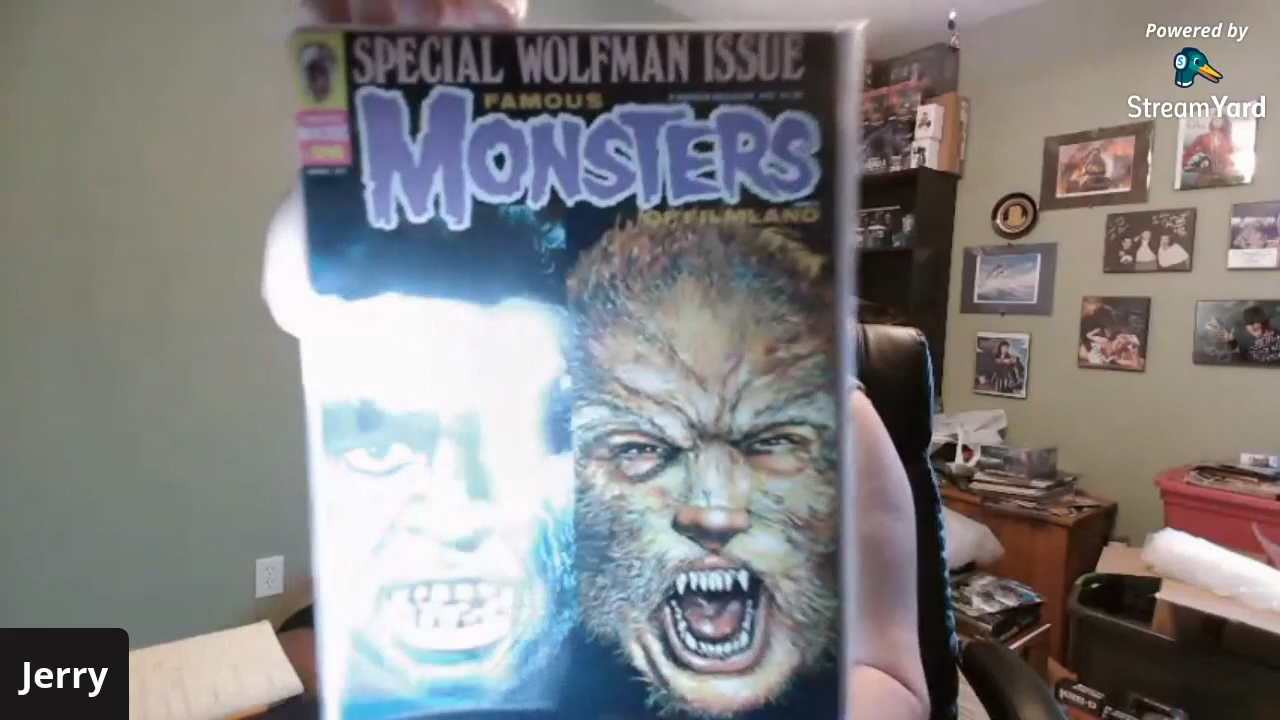 SPECIAL WOLFMAN ISSUE
FAMOUS
MONSTERS
OF FILMLAND
Powered by
StreamYard
Jerry